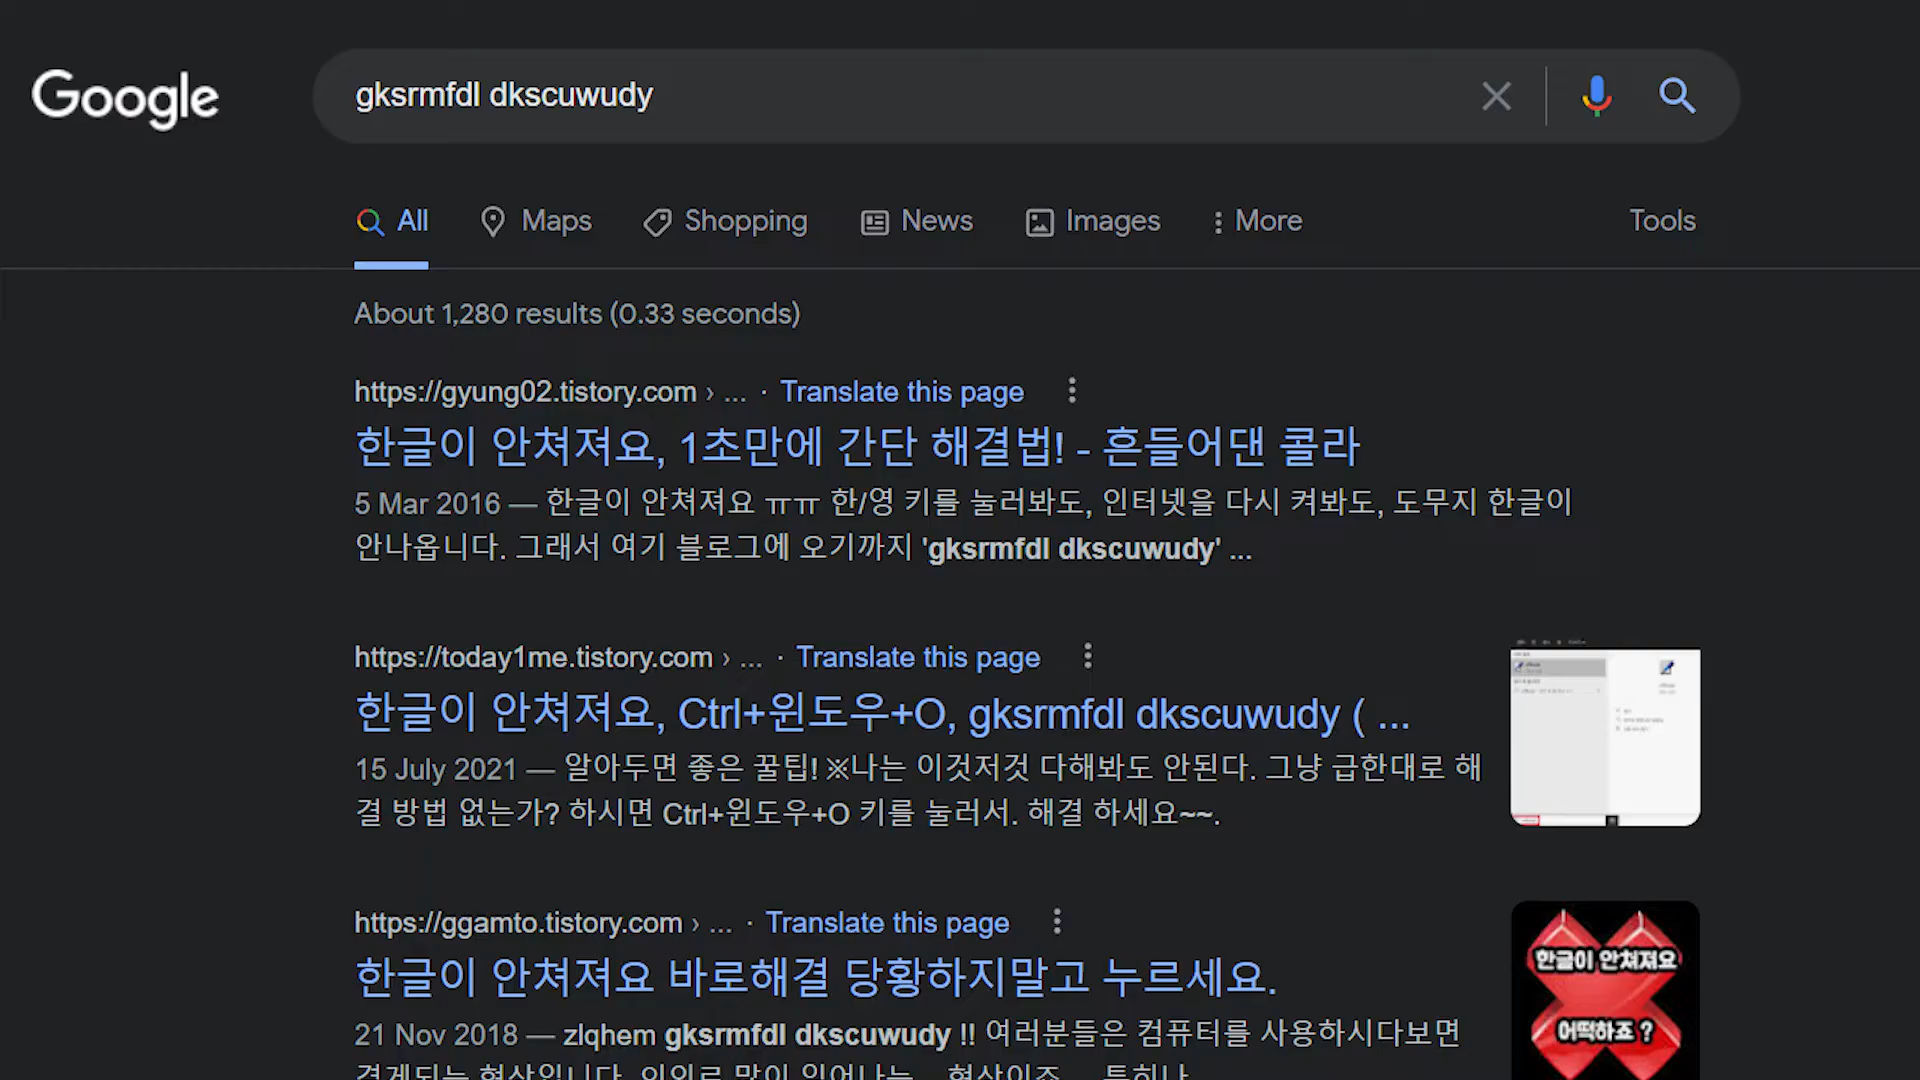 Google
gksrmfdl dkscuwudy
All Maps Shopping News Images More Tools
About 1,280 results (0.33 seconds)
https://gyung02.tistory.com › ... · Translate this page
한글이 안쳐져요, 1초만에 간단 해결법! - 흔들어댄 콜라
5 Mar 2016 — 한글이 안쳐져요 ㅠㅠ 한/영 키를 눌러봐도, 인터넷을 다시 켜봐도, 도무지 한글이
안나옵니다. 그래서 여기 블로그에 오기까지 'gksrmfdl dkscuwudy' ...
https://today1me.tistory.com › ... · Translate this page
한글이 안쳐져요, Ctrl+윈도우+O, gksrmfdl dkscuwudy ( ...
15 July 2021 — 알아두면 좋은 꿀팁! ※나는 이것저것 다해봐도 안된다. 그냥 급한대로 해
결 방법 없는가? 하시면 Ctrl+윈도우+O 키를 눌러서. 해결 하세요~~.
https://ggamto.tistory.com › ... · Translate this page
한글이 안쳐져요 바로해결 당황하지말고 누르세요.
21 Nov 2018 — zlqhem gksrmfdl dkscuwudy !! 여러분들은 컴퓨터를 사용하시다보면
한글이 안쳐져요
어떡하죠 ?